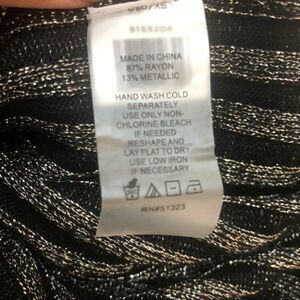 9169204
MADE IN CHINA
87% RAYON
13% METALLIC
HAND WASH COLD
SEPARATELY
USE ONLY NON-
CHLORINE BLEACH
IF NEEDED
RESHAPE AND
LAY FLAT TO DRY
USE LOW IRON
IF NECESSARY
RN#51323